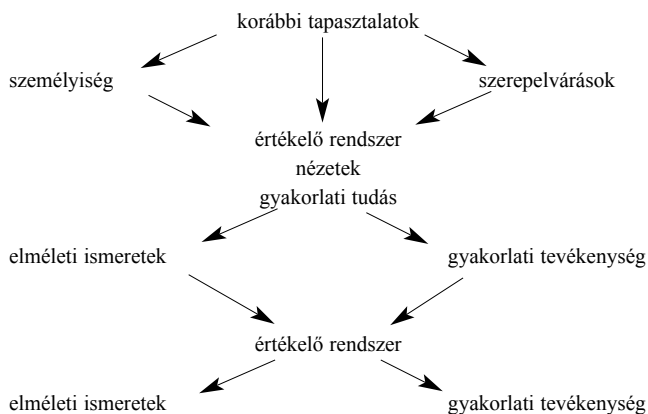 korábbi tapasztalatok
személyiség szerepelvárások
értékelő rendszer
nézetek
gyakorlati tudás
elméleti ismeretek gyakorlati tevékenység
értékelő rendszer
elméleti ismeretek gyakorlati tevékenység